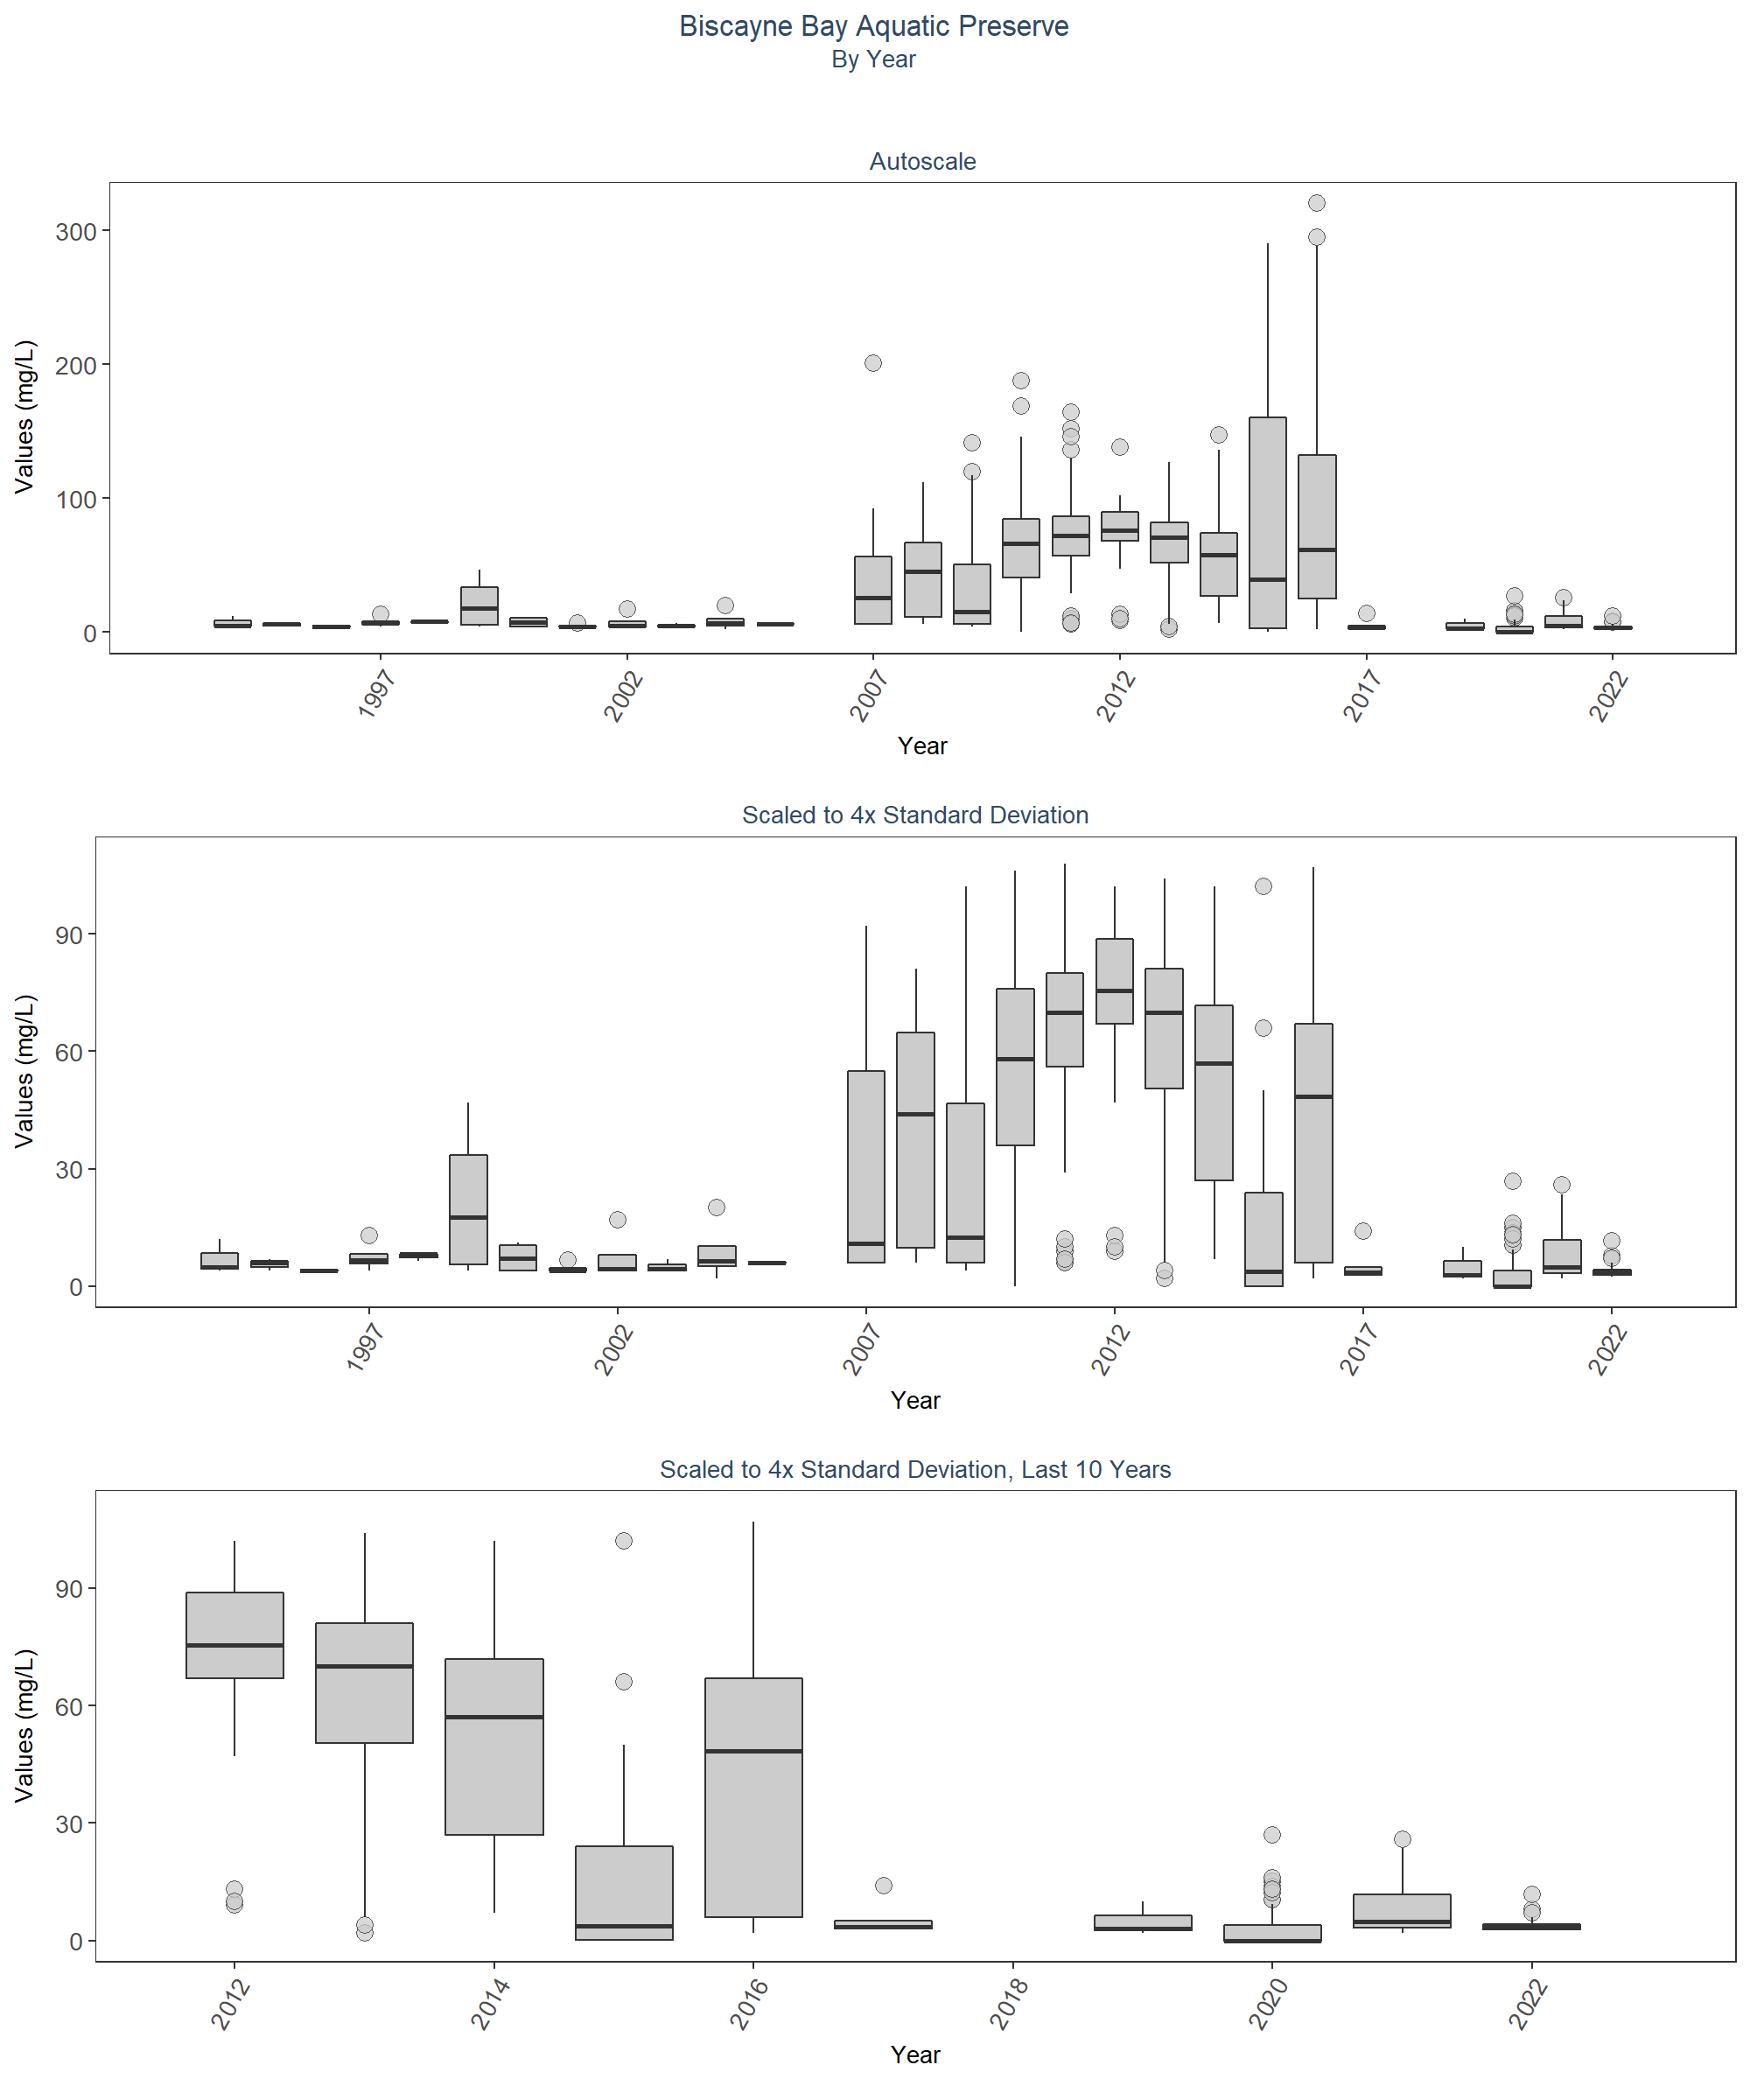 Biscayne Bay Aquatic Preserve
By Year
Autoscale
Values (mg/L)
300
200
100
0
1997
2002
2007
2012
2017
2022
Year
Scaled to 4x Standard Deviation
Values (mg/L)
90
60
30
0
1997
2002
2007
2012
2017
2022
Year
Scaled to 4x Standard Deviation, Last 10 Years
Values (mg/L)
90
60
30
0
2012
2014
2016
2018
2020
2022
Year